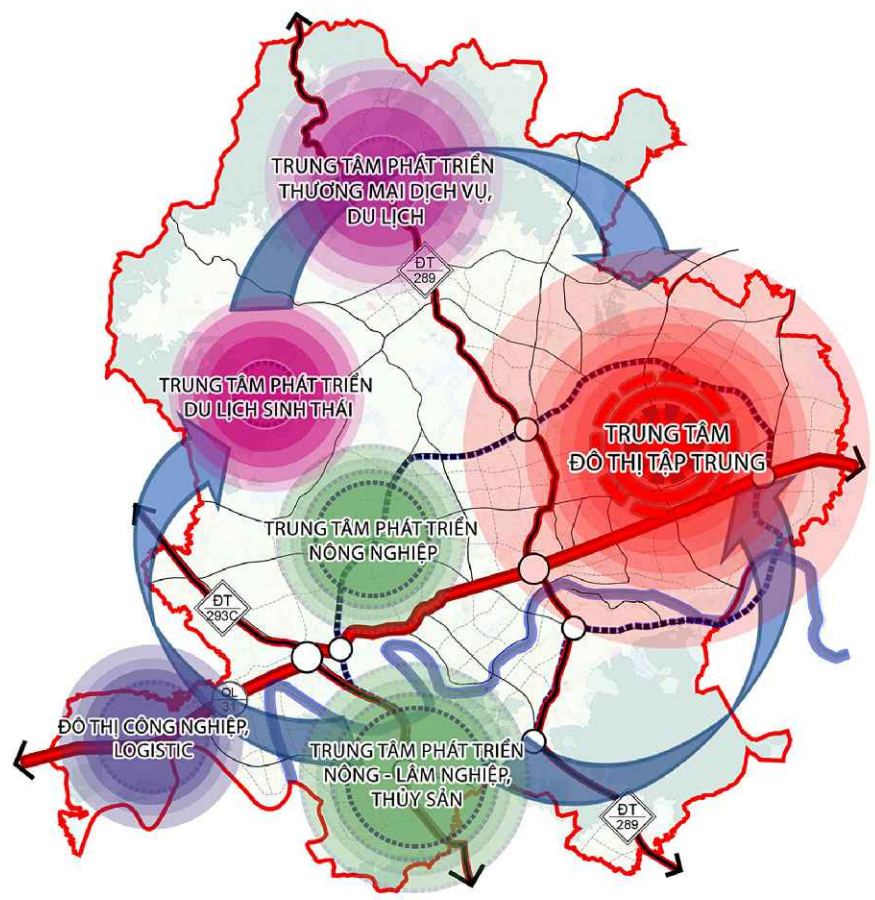 TRUNG TÂM PHÁT TRIỂN
THƯƠNG MẠI DỊCH VỤ,
DU LỊCH
ĐT
289
TRUNG TÂM PHÁT TRIỂN
DU LỊCH SINH THÁI
TRUNG TÂM
ĐÔ THỊ TẬP TRUNG
TRUNG TÂM PHÁT TRIỂN
NÔNG NGHIỆP
ĐT
293C
QL
31
ĐÔ THỊ CÔNG NGHIỆP,
LOGISTIC
TRUNG TÂM PHÁT TRIỂN
NÔNG - LÂM NGHIỆP,
THỦY SẢN
ĐT
289